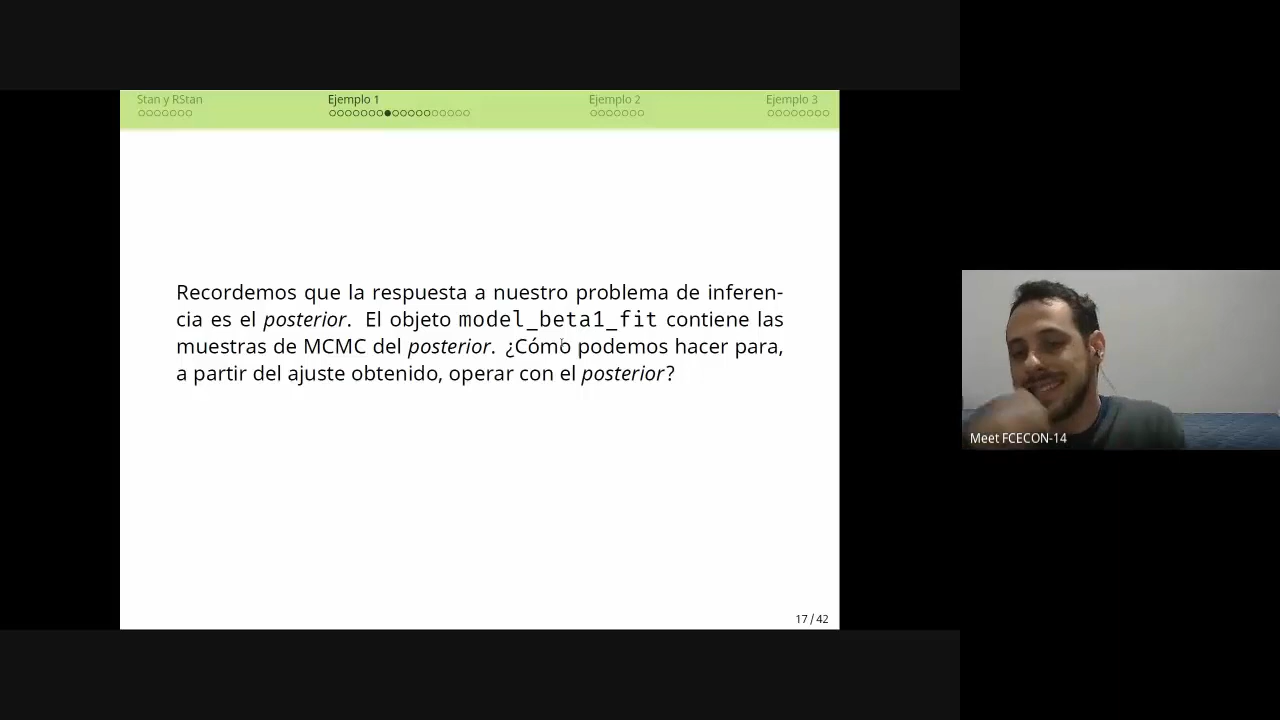 Stan y RStan
Ejemplo 1
Ejemplo 2
Ejemplo 3
Recordemos que la respuesta a nuestro problema de inferen-
cia es el posterior. El objeto model_beta1_fit contiene las
muestras de MCMC del posterior. ¿Cómo podemos hacer para,
a partir del ajuste obtenido, operar con el posterior?
Meet FCECON-14
17 / 42